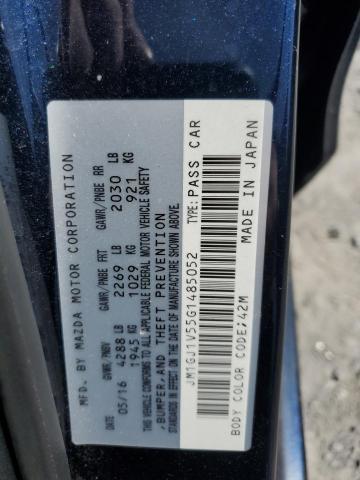 MFD. BY MAZDA MOTOR CORPORATION
DATE GVWR/PNBV GAWR/PNBE FRT GAWR/PNBE RR
05/16 4288 LB 2269 LB 2030 LB
1945 KG 1029 KG 921 KG
THIS VEHICLE CONFORMS TO ALL APPLICABLE FEDERAL MOTOR VEHICLE SAFETY
,BUMPER,AND THEFT PREVENTION
STANDARDS IN EFFECT ON THE DATE OF MANUFACTURE SHOWN ABOVE.
JM1GJ1V55G1485052 TYPE:PASS CAR
BODY COLOR CODE;42M MADE IN JAPAN